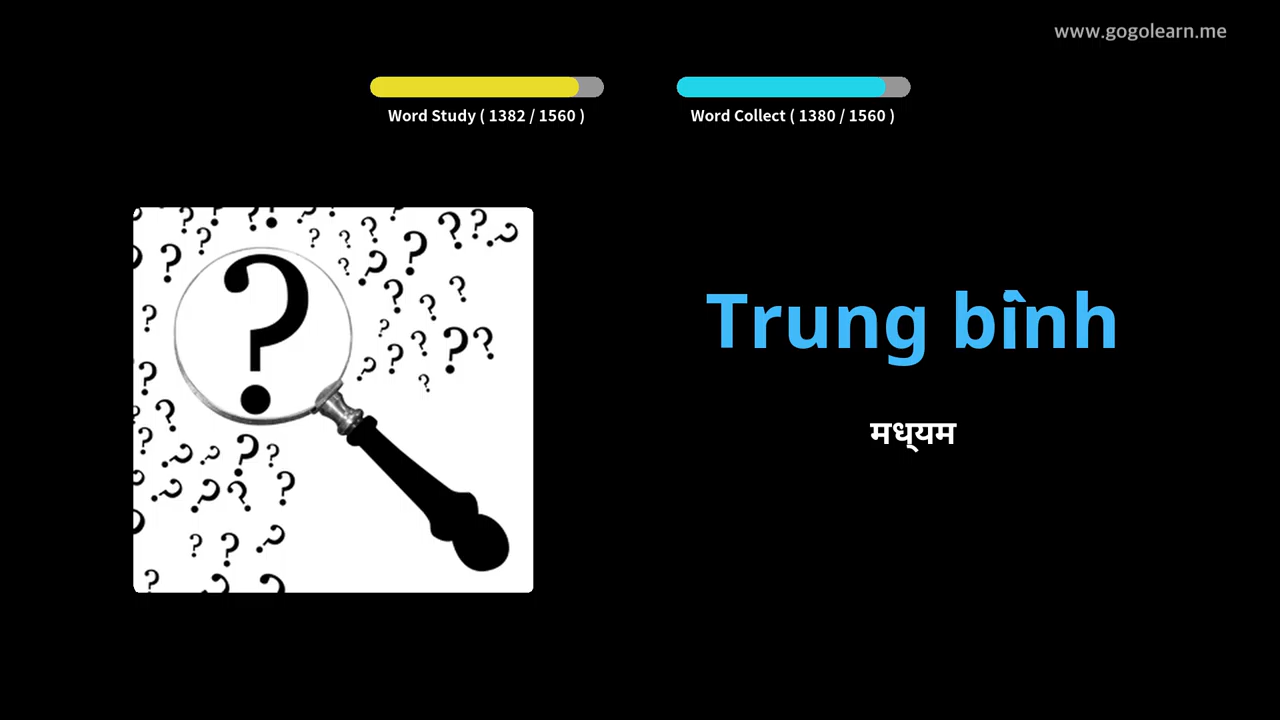 www.gogolearn.me
Word Study ( 1382 / 1560 )
Word Collect ( 1380 / 1560 )
Trung bình
मध्यम